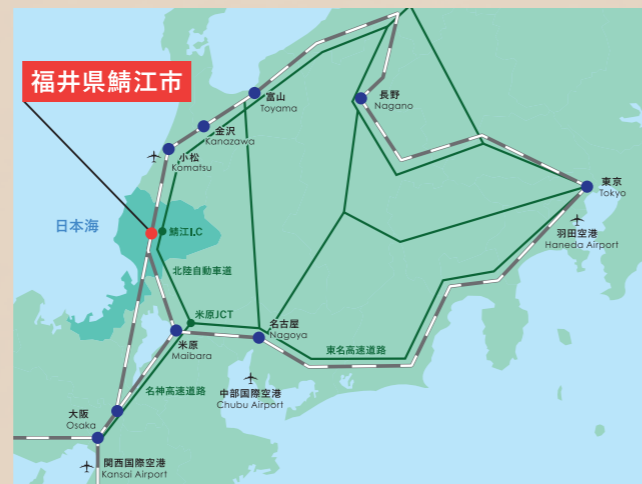 福井県鯖江市
富山
Toyama
長野
Nagano
金沢
Kanazawa
小松
Komatsu
東京
Tokyo
日本海
鯖江I.C
羽田空港
Haneda Airport
北陸自動車道
米原JCT
名古屋
Nagoya
米原
Maibara
東名高速道路
名神高速道路
中部国際空港
Chubu Airport
大阪
Osaka
関西国際空港
Kansai Airport